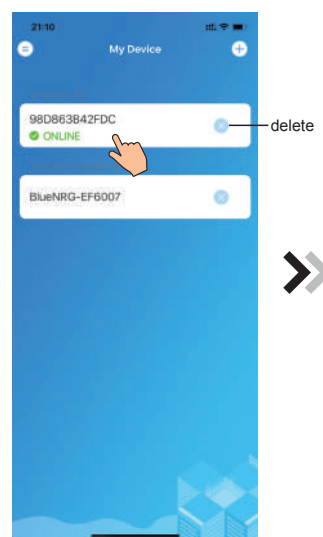 21:10
My Device
98D863B42FDC
ONLINE
delete
BlueNRG-EF6007